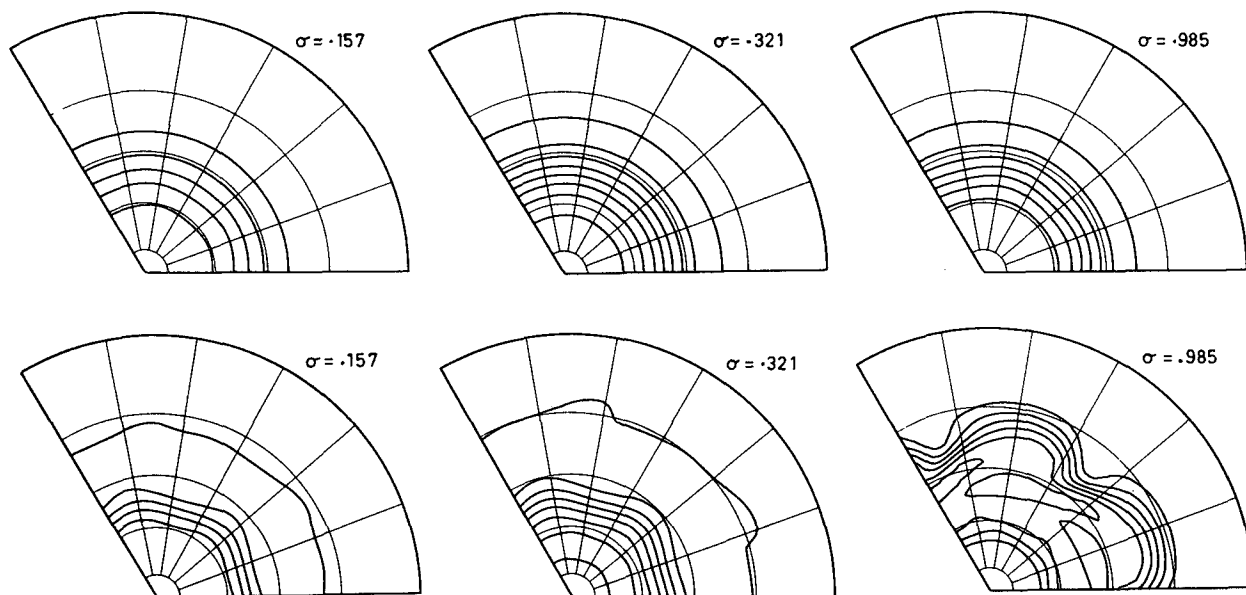 σ = ·157
σ = ·321
σ = ·985
σ = ·157
σ = ·321
σ = .985